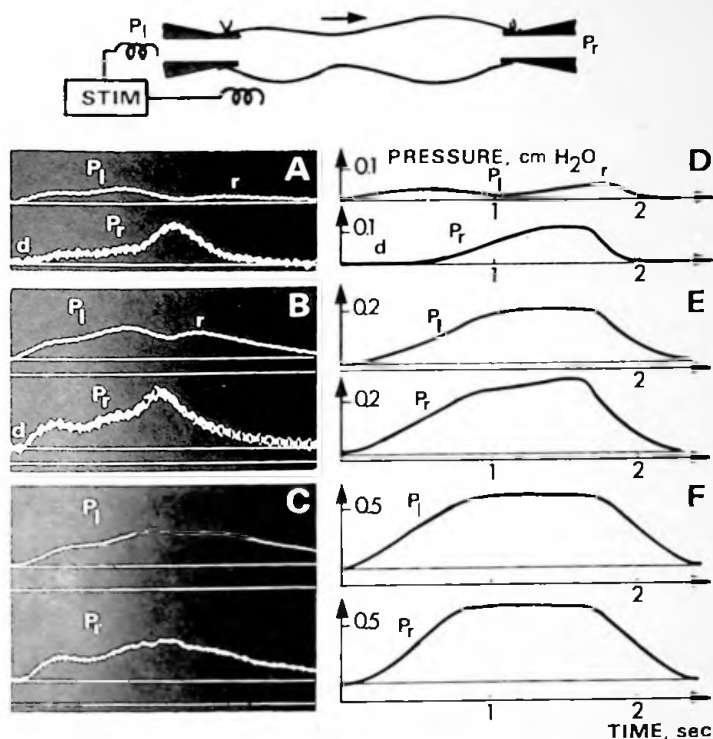 P_l
P_r
STIM
A
P_l
r
d
P_r
B
P_l
r
d
P_r
C
P_l
P_r
PRESSURE, cm H₂O
D
0.1
P_l
r
1
2
0.1
d
P_r
1
2
E
0.2
P_l
2
0.2
P_r
1
2
F
0.5
P_l
2
0.5
P_r
1
2
TIME, sec